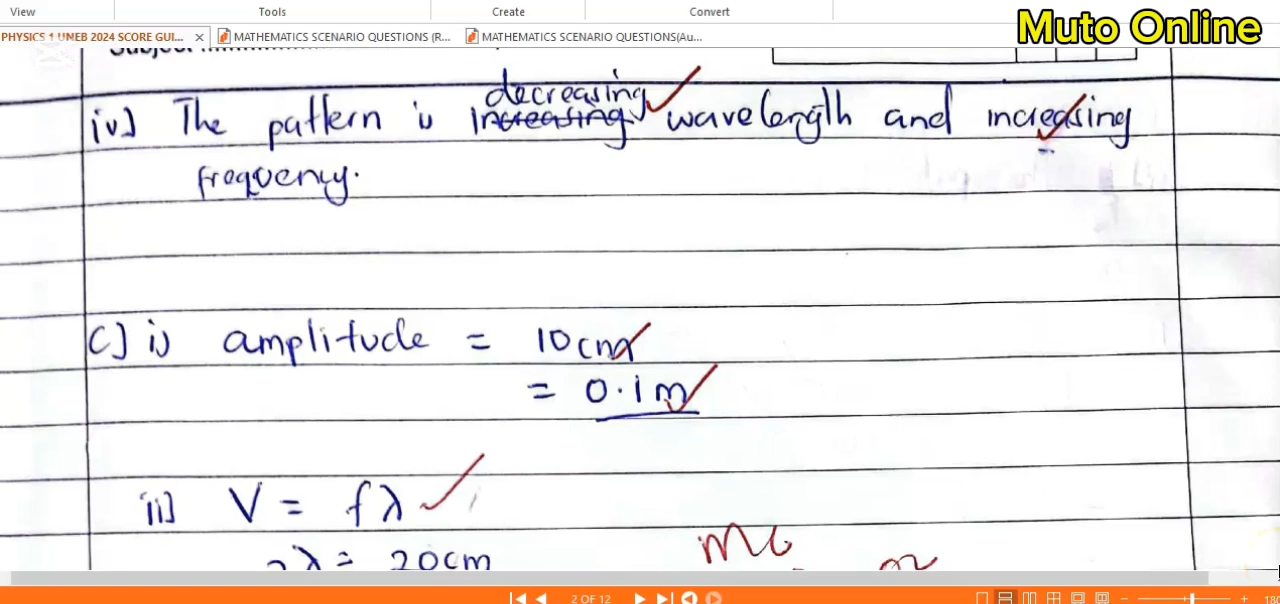 View Tools Create Convert
Muto Online
PHYSICS 1 UNEB 2024 SCORE GUI... × MATHEMATICS SCENARIO QUESTIONS (R... MATHEMATICS SCENARIO QUESTIONS(Au...
decreasing
iv) The pattern is increasing wavelength and increasing
frequency.
c) i) amplitude = 10cm
= 0.1m
ii) V = fλ
λ = 20cm
2 OF 12